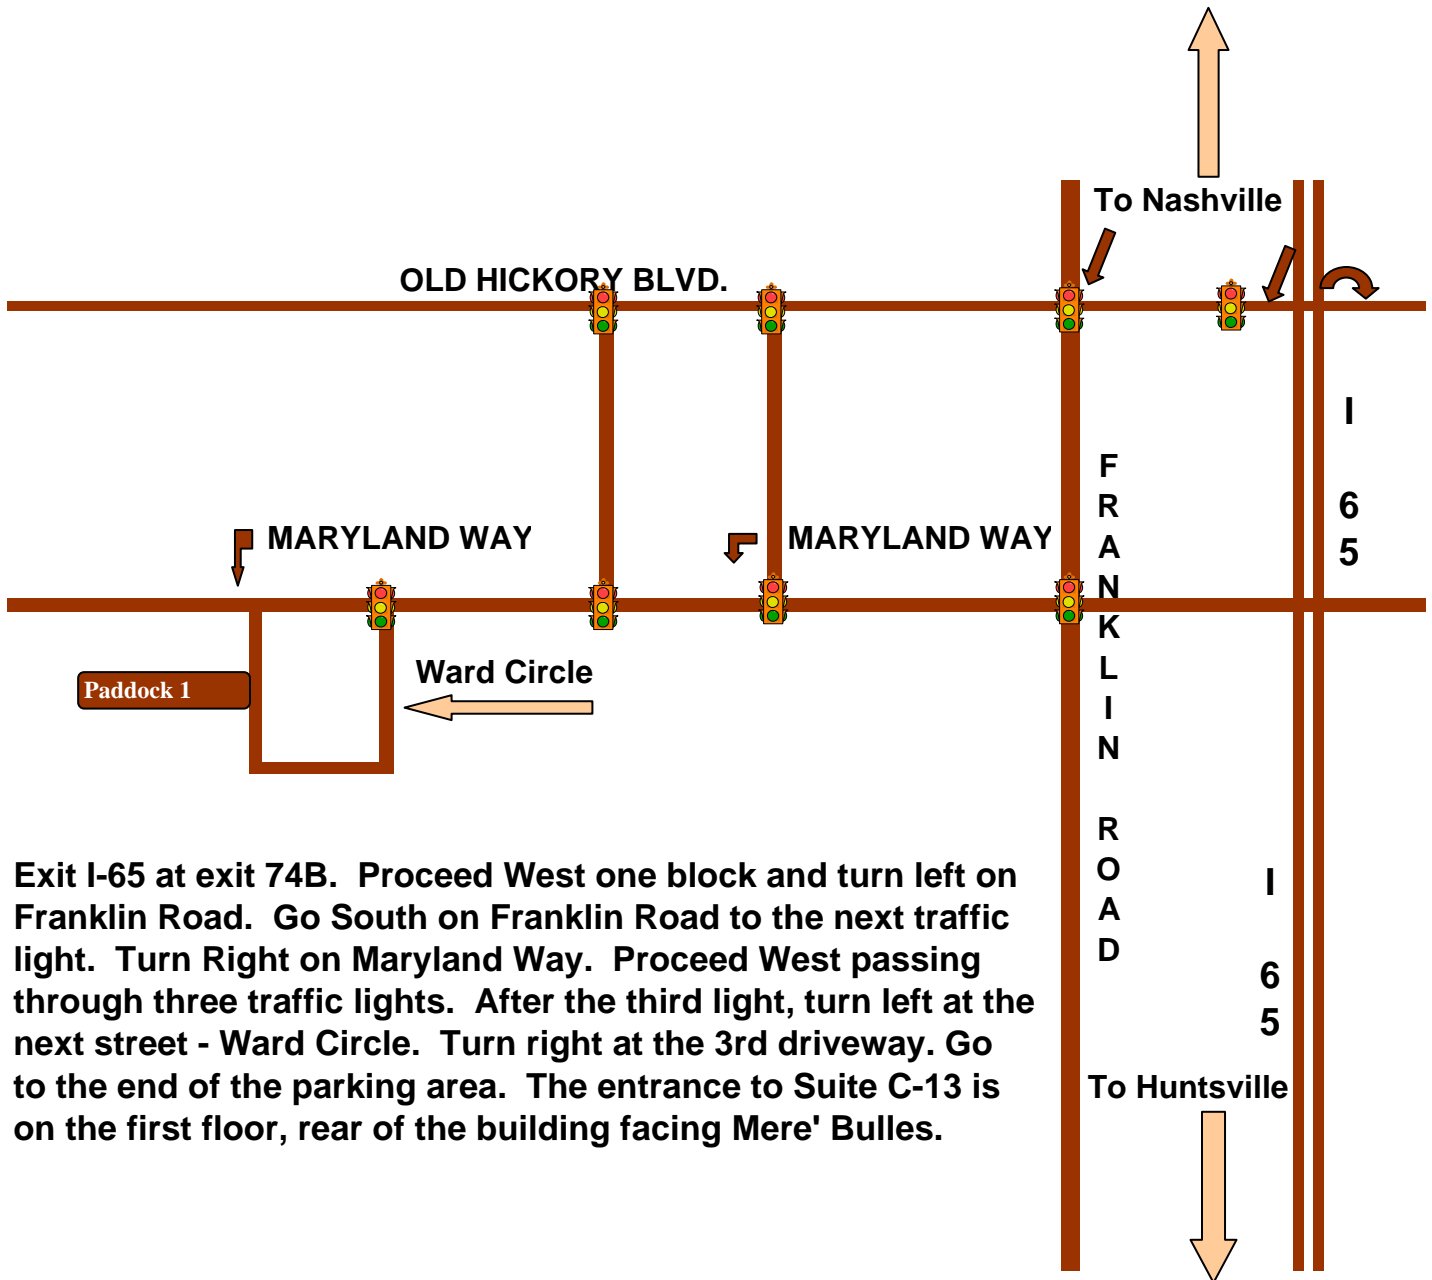 To Nashville
OLD HICKORY BLVD.
I 65
FRANKLIN ROAD
MARYLAND WAY
MARYLAND WAY
Ward Circle
Paddock 1
Exit I-65 at exit 74B.  Proceed West one block and turn left on
Franklin Road.  Go South on Franklin Road to the next traffic
light.  Turn Right on Maryland Way.  Proceed West passing
through three traffic lights.  After the third light, turn left at the
next street - Ward Circle.  Turn right at the 3rd driveway. Go
to the end of the parking area.  The entrance to Suite C-13 is
on the first floor, rear of the building facing Mere' Bulles.
I 65
To Huntsville